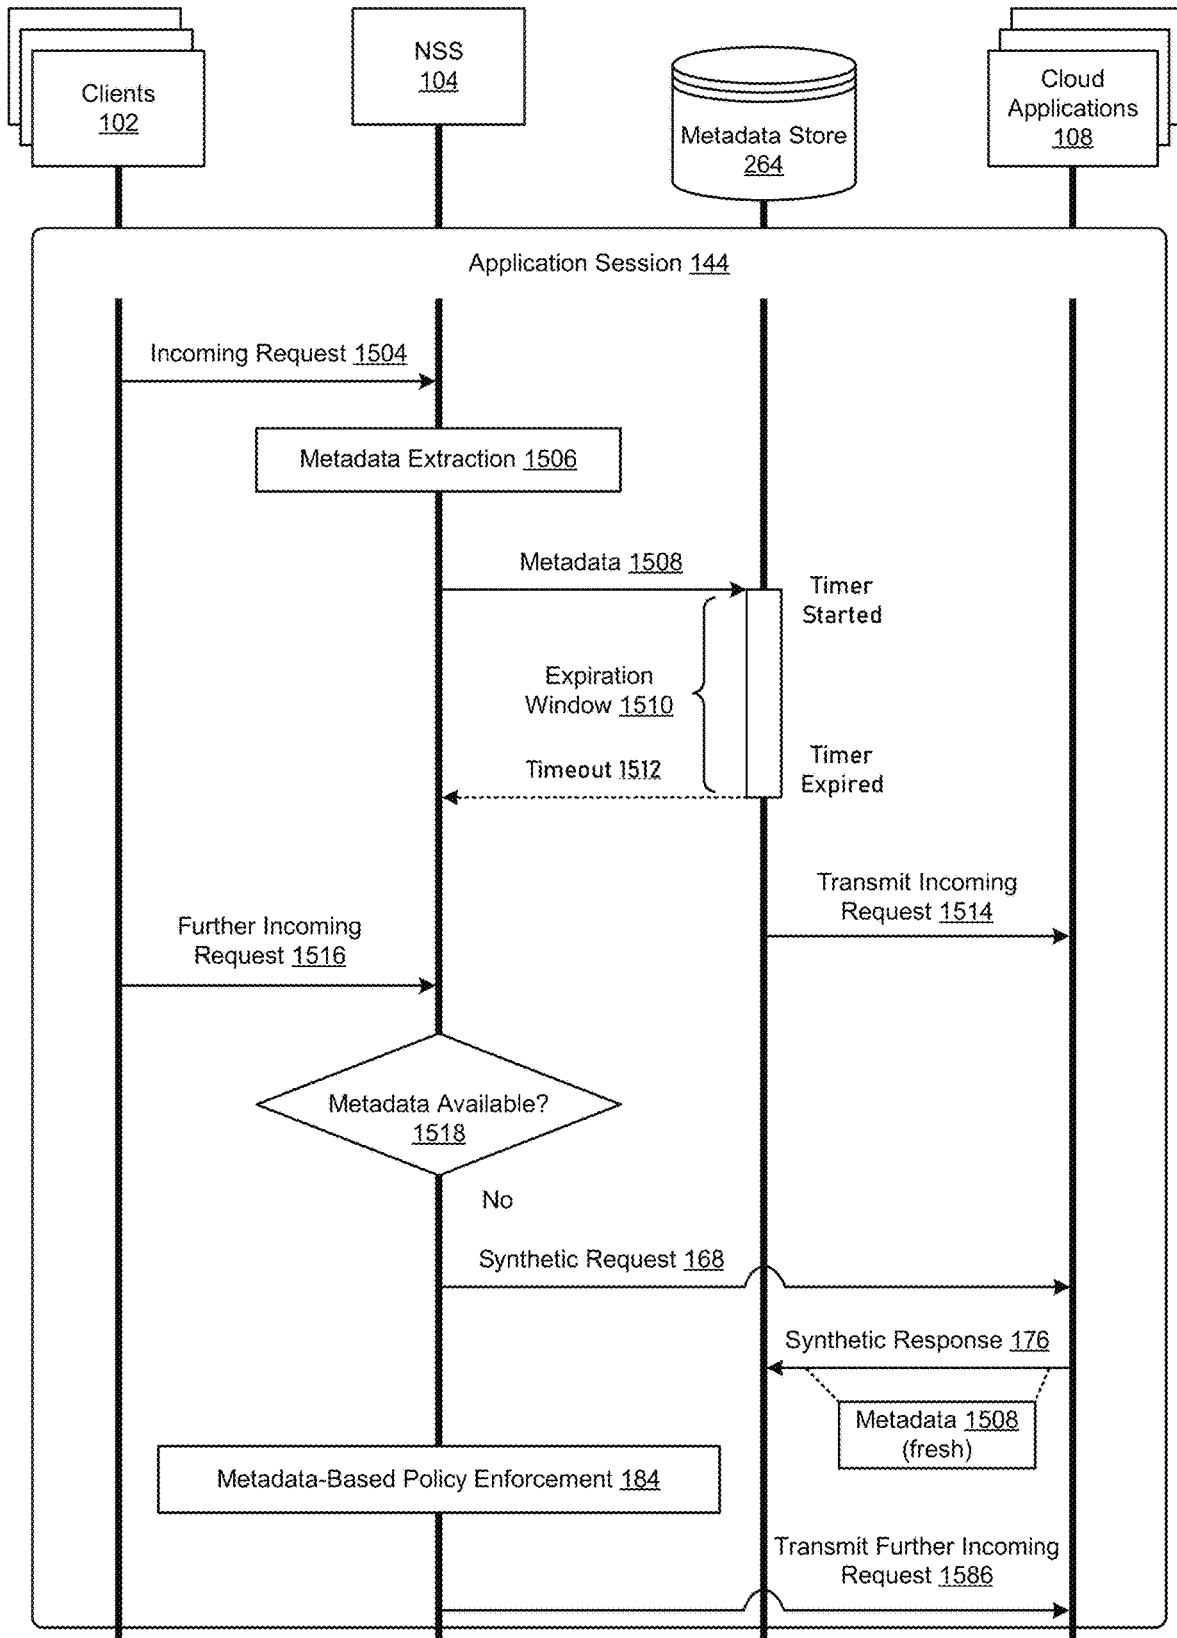 Clients
102
NSS
104
Metadata Store
264
Cloud
Applications
108
Application Session 144
Incoming Request 1504
Metadata Extraction 1506
Metadata 1508
Timer
Started
Expiration
Window 1510
Timeout 1512
Timer
Expired
Transmit Incoming
Request 1514
Further Incoming
Request 1516
Metadata Available?
1518
No
Synthetic Request 168
Synthetic Response 176
Metadata 1508
(fresh)
Metadata-Based Policy Enforcement 184
Transmit Further Incoming
Request 1586